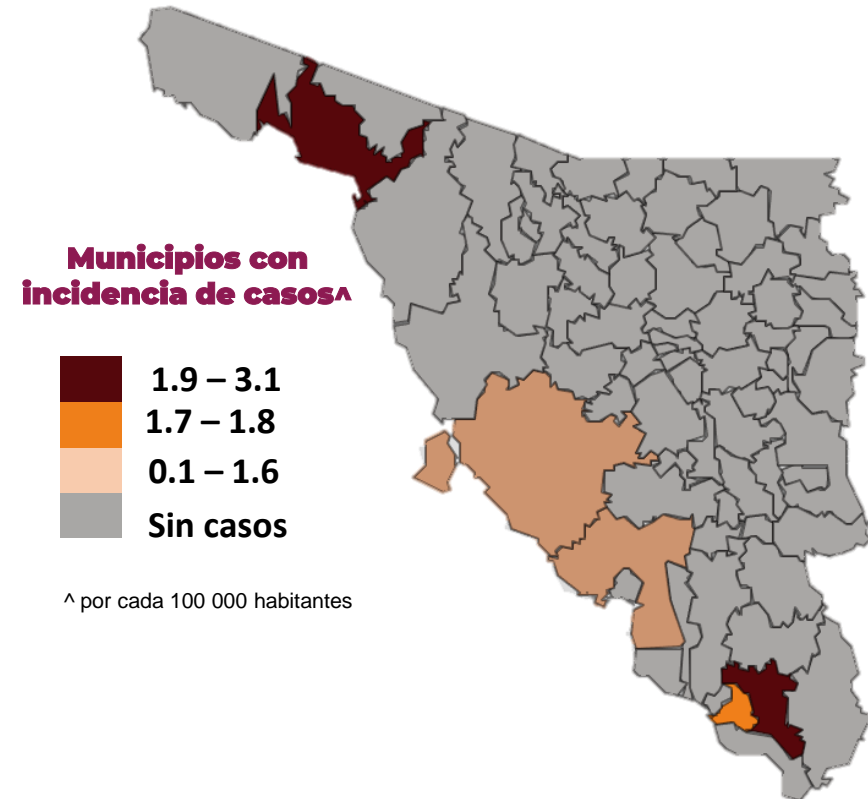 Municipios con
incidencia de casos^
1.9 – 3.1
1.7 – 1.8
0.1 – 1.6
Sin casos
^ por cada 100 000 habitantes